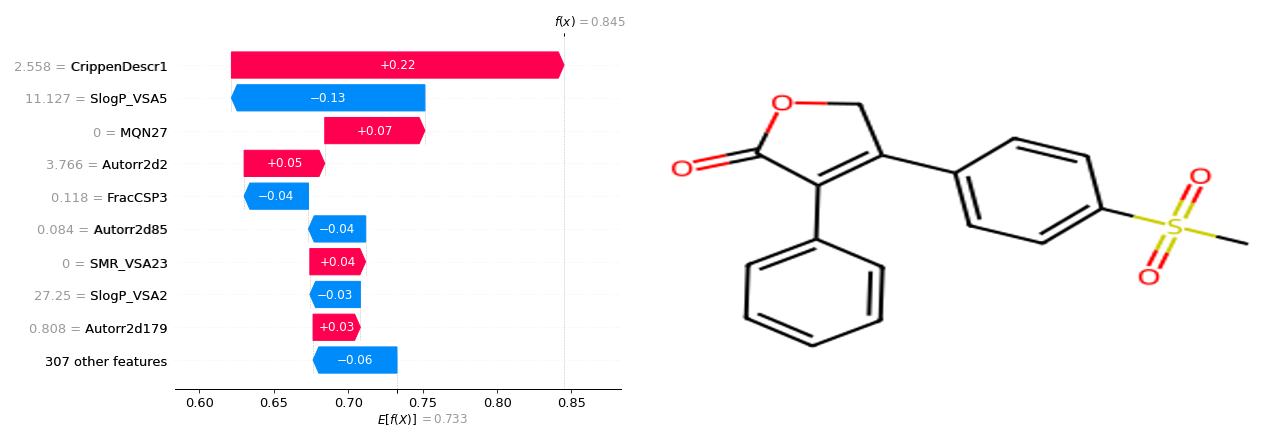 f(x) = 0.845
2.558 = CrippenDescr1
+0.22
11.127 = SlogP_VSA5
−0.13
0 = MQN27
+0.07
3.766 = Autorr2d2
+0.05
0.118 = FracCSP3
−0.04
0.084 = Autorr2d85
−0.04
0 = SMR_VSA23
+0.04
27.25 = SlogP_VSA2
−0.03
0.808 = Autorr2d179
+0.03
307 other features
−0.06
0.60 0.65 0.70 0.75 0.80 0.85
E[f(X)] = 0.733
O
O
O
S
O